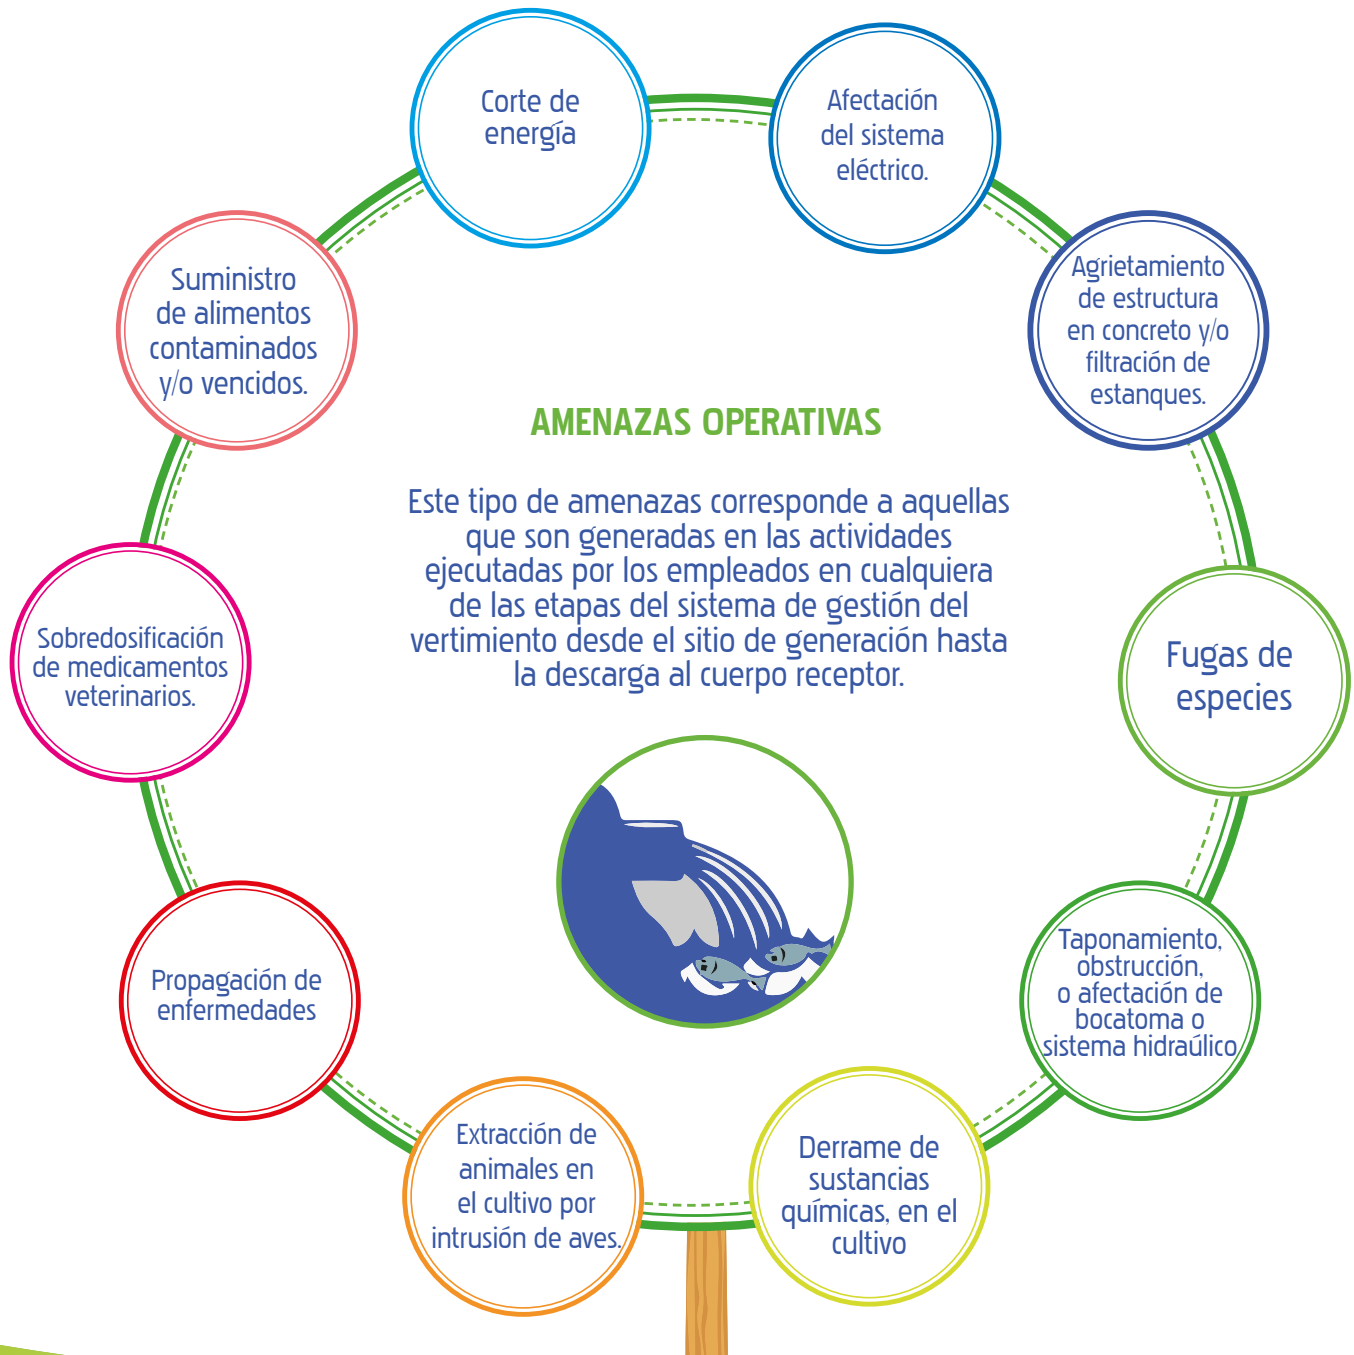 Corte de
energía
Afectación
del sistema
eléctrico.
Agrietamiento
de estructura
en concreto y/o
filtración de
estanques.
Fugas de
especies
Taponamiento,
obstrucción,
o afectación de
bocatoma o
sistema hidraúlico
Derrame de
sustancias
químicas, en el
cultivo
Extracción de
animales en
el cultivo por
intrusión de aves.
Propagación de
enfermedades
Sobredosificación
de medicamentos
veterinarios.
Suministro
de alimentos
contaminados
y/o vencidos.
AMENAZAS OPERATIVAS
Este tipo de amenazas corresponde a aquellas
que son generadas en las actividades
ejecutadas por los empleados en cualquiera
de las etapas del sistema de gestión del
vertimiento desde el sitio de generación hasta
la descarga al cuerpo receptor.